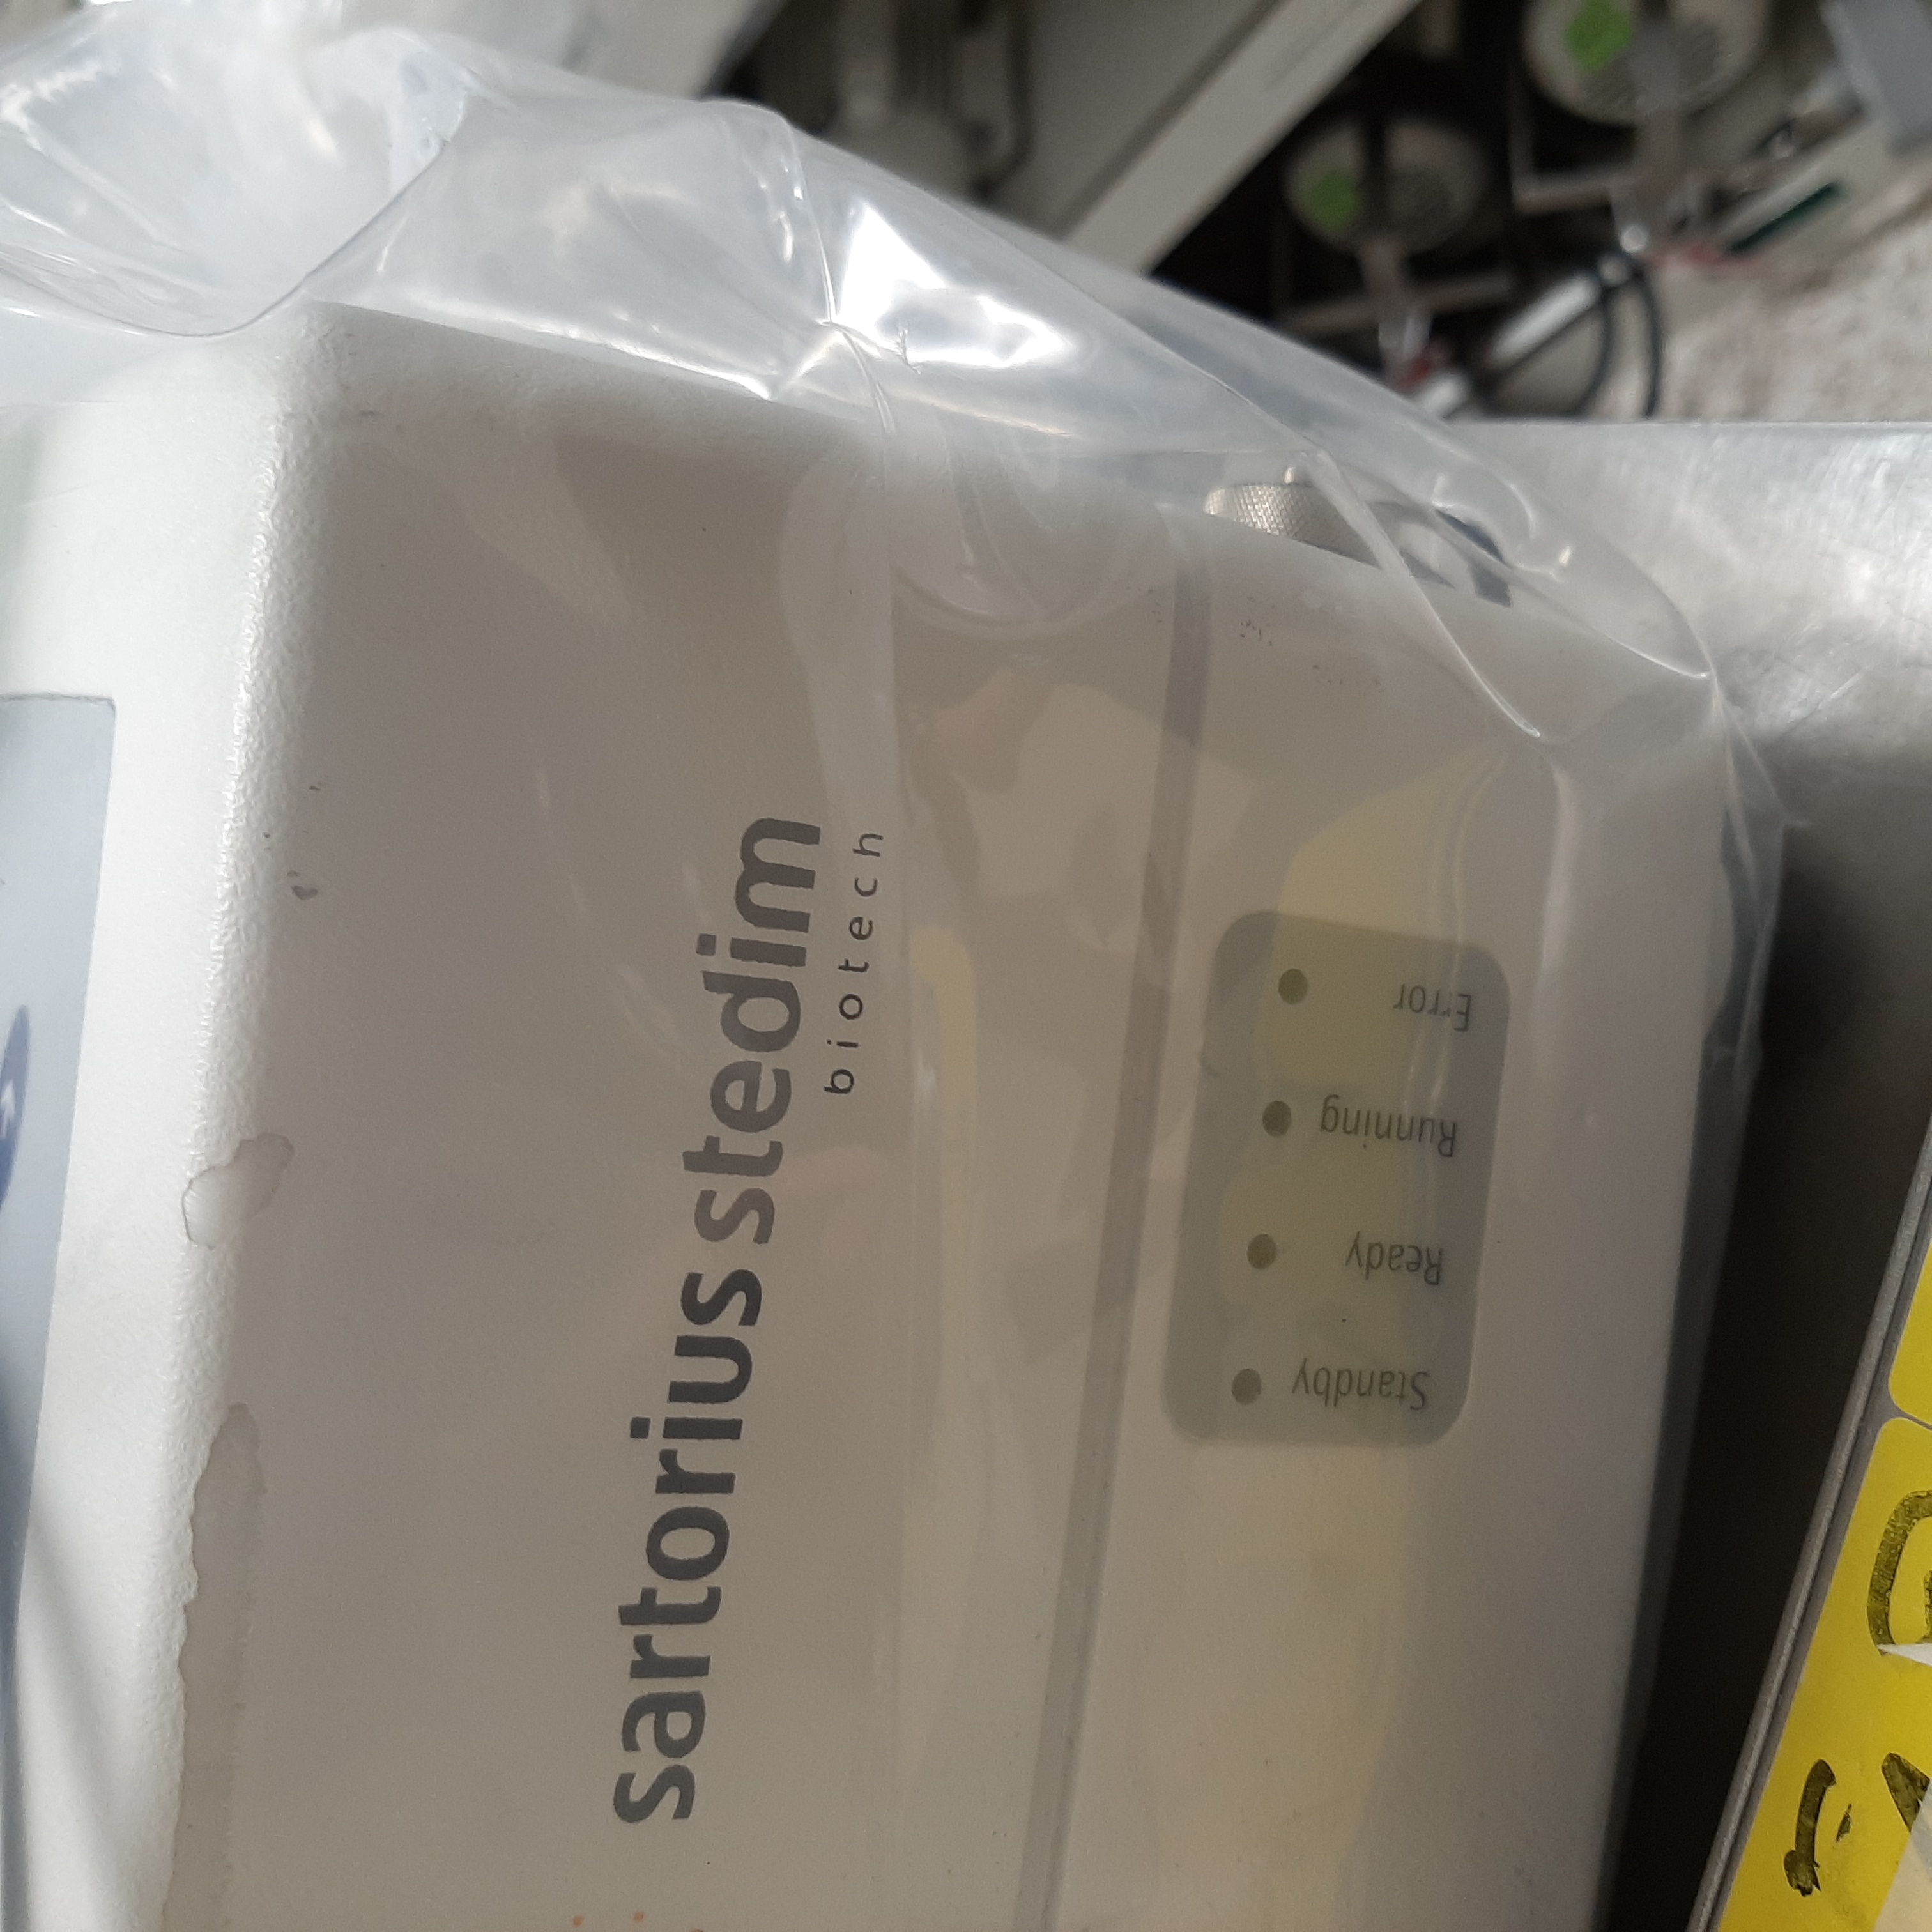 sartorius stedim
biotech
Error
Running
Ready
Standby